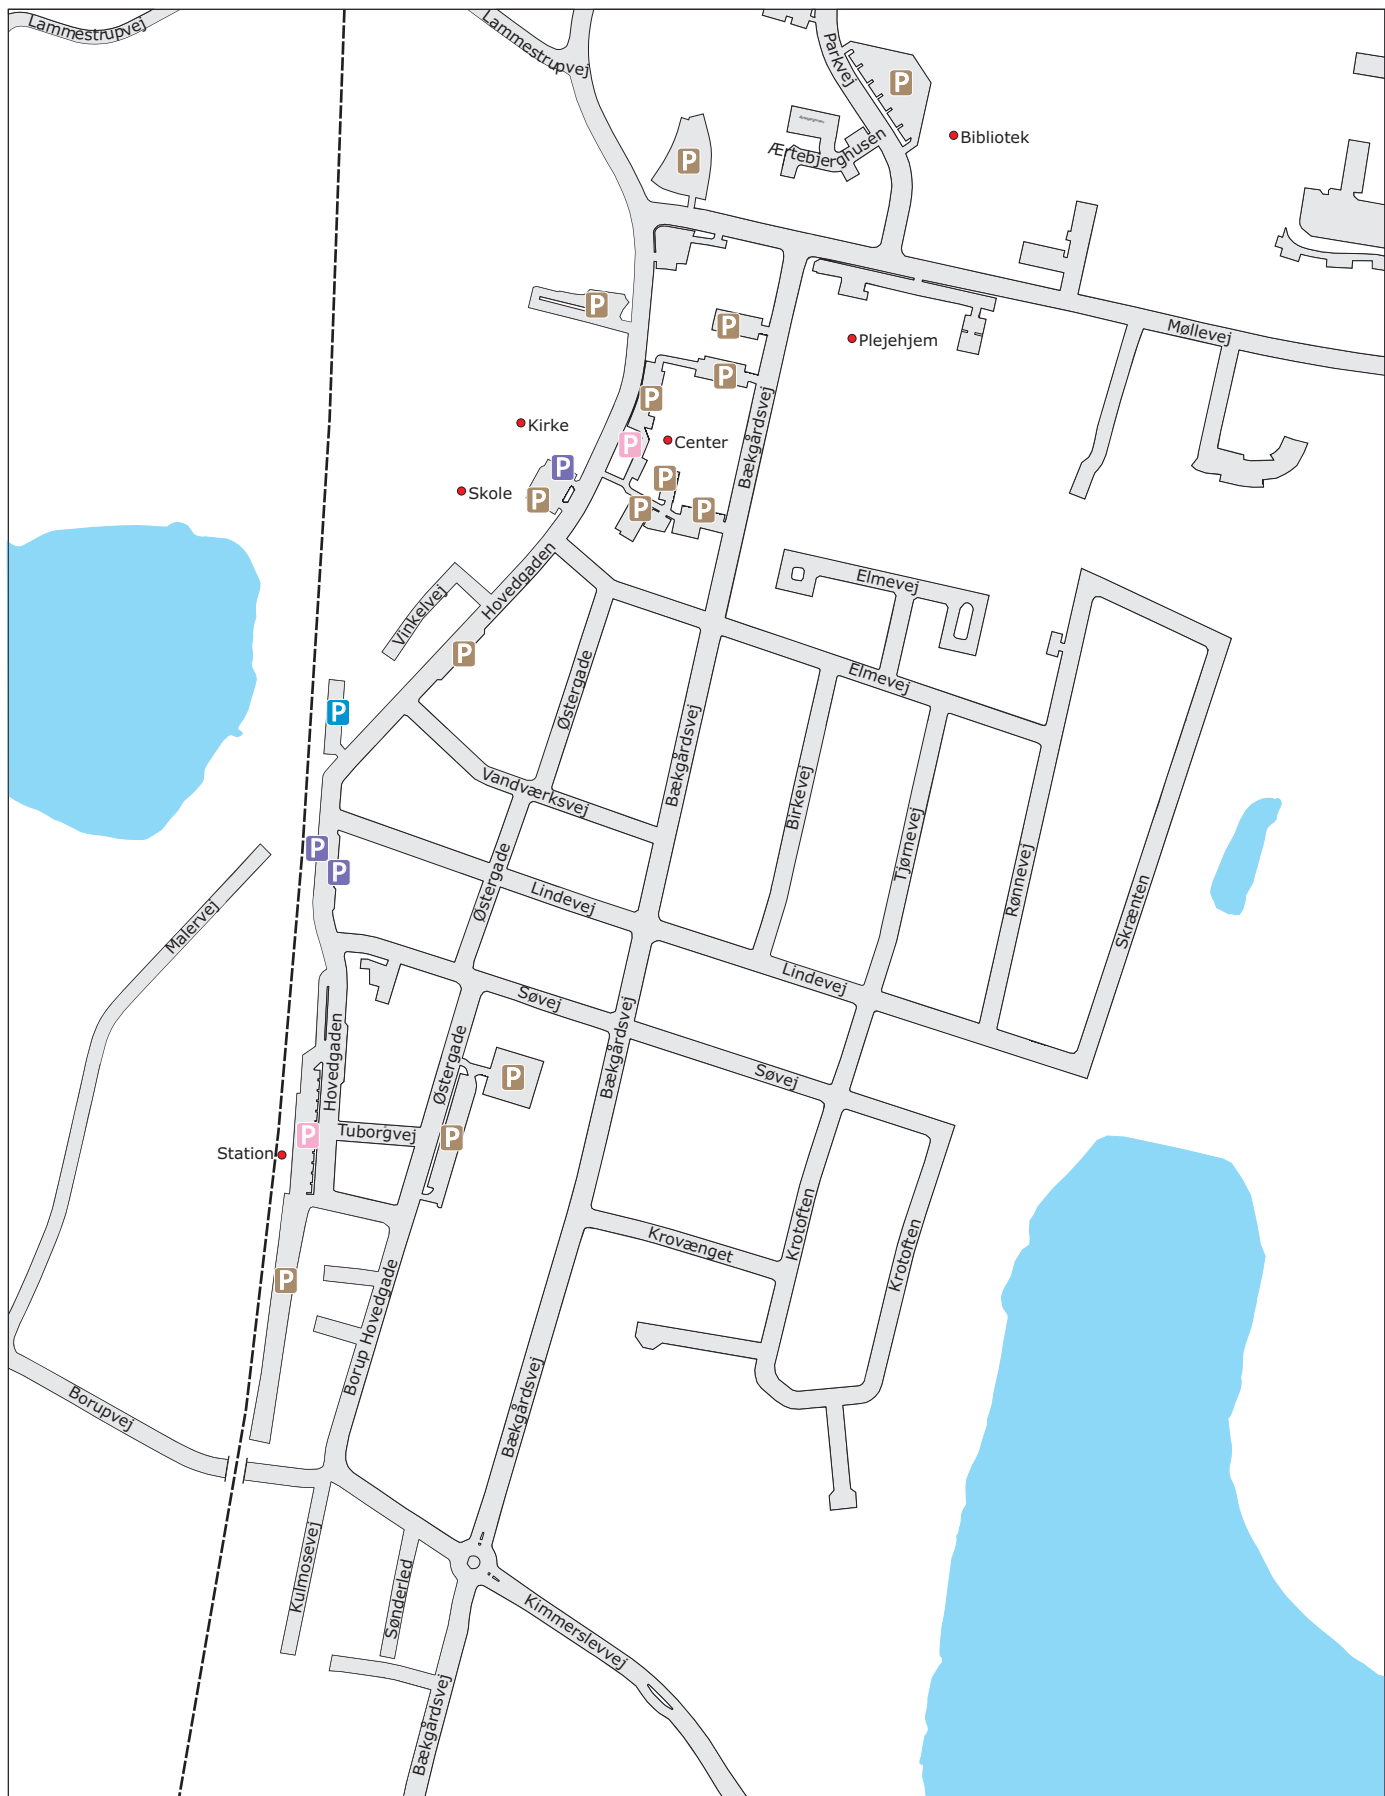 Lammestrupvej
Lammestrupvej
Parkvej
P
Bibliotek
Ærtebjerghusen
P
Møllevej
P
P
Plejehjem
P
P
Bækgårdsvej
Kirke
P
Center
P
Skole
P
P
P
P
Hovedgaden
Elmevej
Vinkelvej
P
Østergade
Elmevej
P
Bækgårdsvej
Vandværksvej
Birkevej
Tjørnevej
Rønnevej
P
P
Østergade
Lindevej
Skrænten
Malervej
Lindevej
Søvej
Hovedgaden
Østergade
Bækgårdsvej
P
Søvej
P
Tuborgvej
P
Station
Krotoften
Krovænget
Krotoften
P
Borup Hovedgade
Bækgårdsvej
Borupvej
Kulmosevej
Sønderled
Kimmerslevvej
Bækgårdsvej